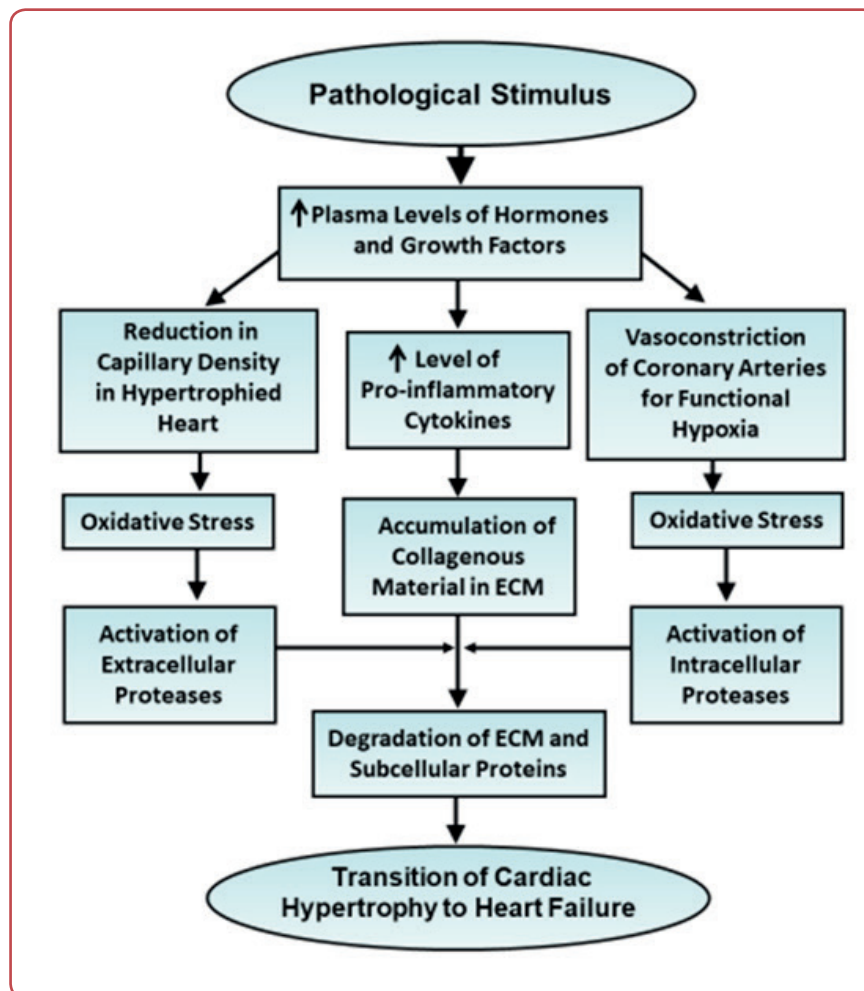 Pathological Stimulus
↑Plasma Levels of Hormones
and Growth Factors
Reduction in
Capillary Density
in Hypertrophied
Heart
↑ Level of
Pro-inflammatory
Cytokines
Vasoconstriction
of Coronary Arteries
for Functional
Hypoxia
Oxidative Stress
Accumulation of
Collagenous
Material in ECM
Oxidative Stress
Activation of
Extracellular
Proteases
Activation of
Intracellular
Proteases
Degradation of ECM and
Subcellular Proteins
Transition of Cardiac
Hypertrophy to Heart Failure